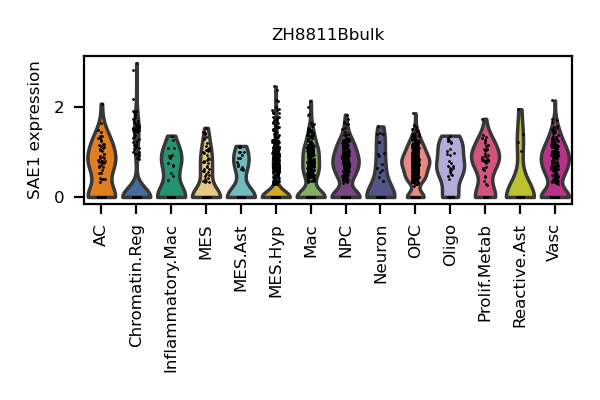 ZH8811Bbulk
SAE1 expression
2
0
AC
Chromatin.Reg
Inflammatory.Mac
MES
MES.Ast
MES.Hyp
Mac
NPC
Neuron
OPC
Oligo
Prolif.Metab
Reactive.Ast
Vasc